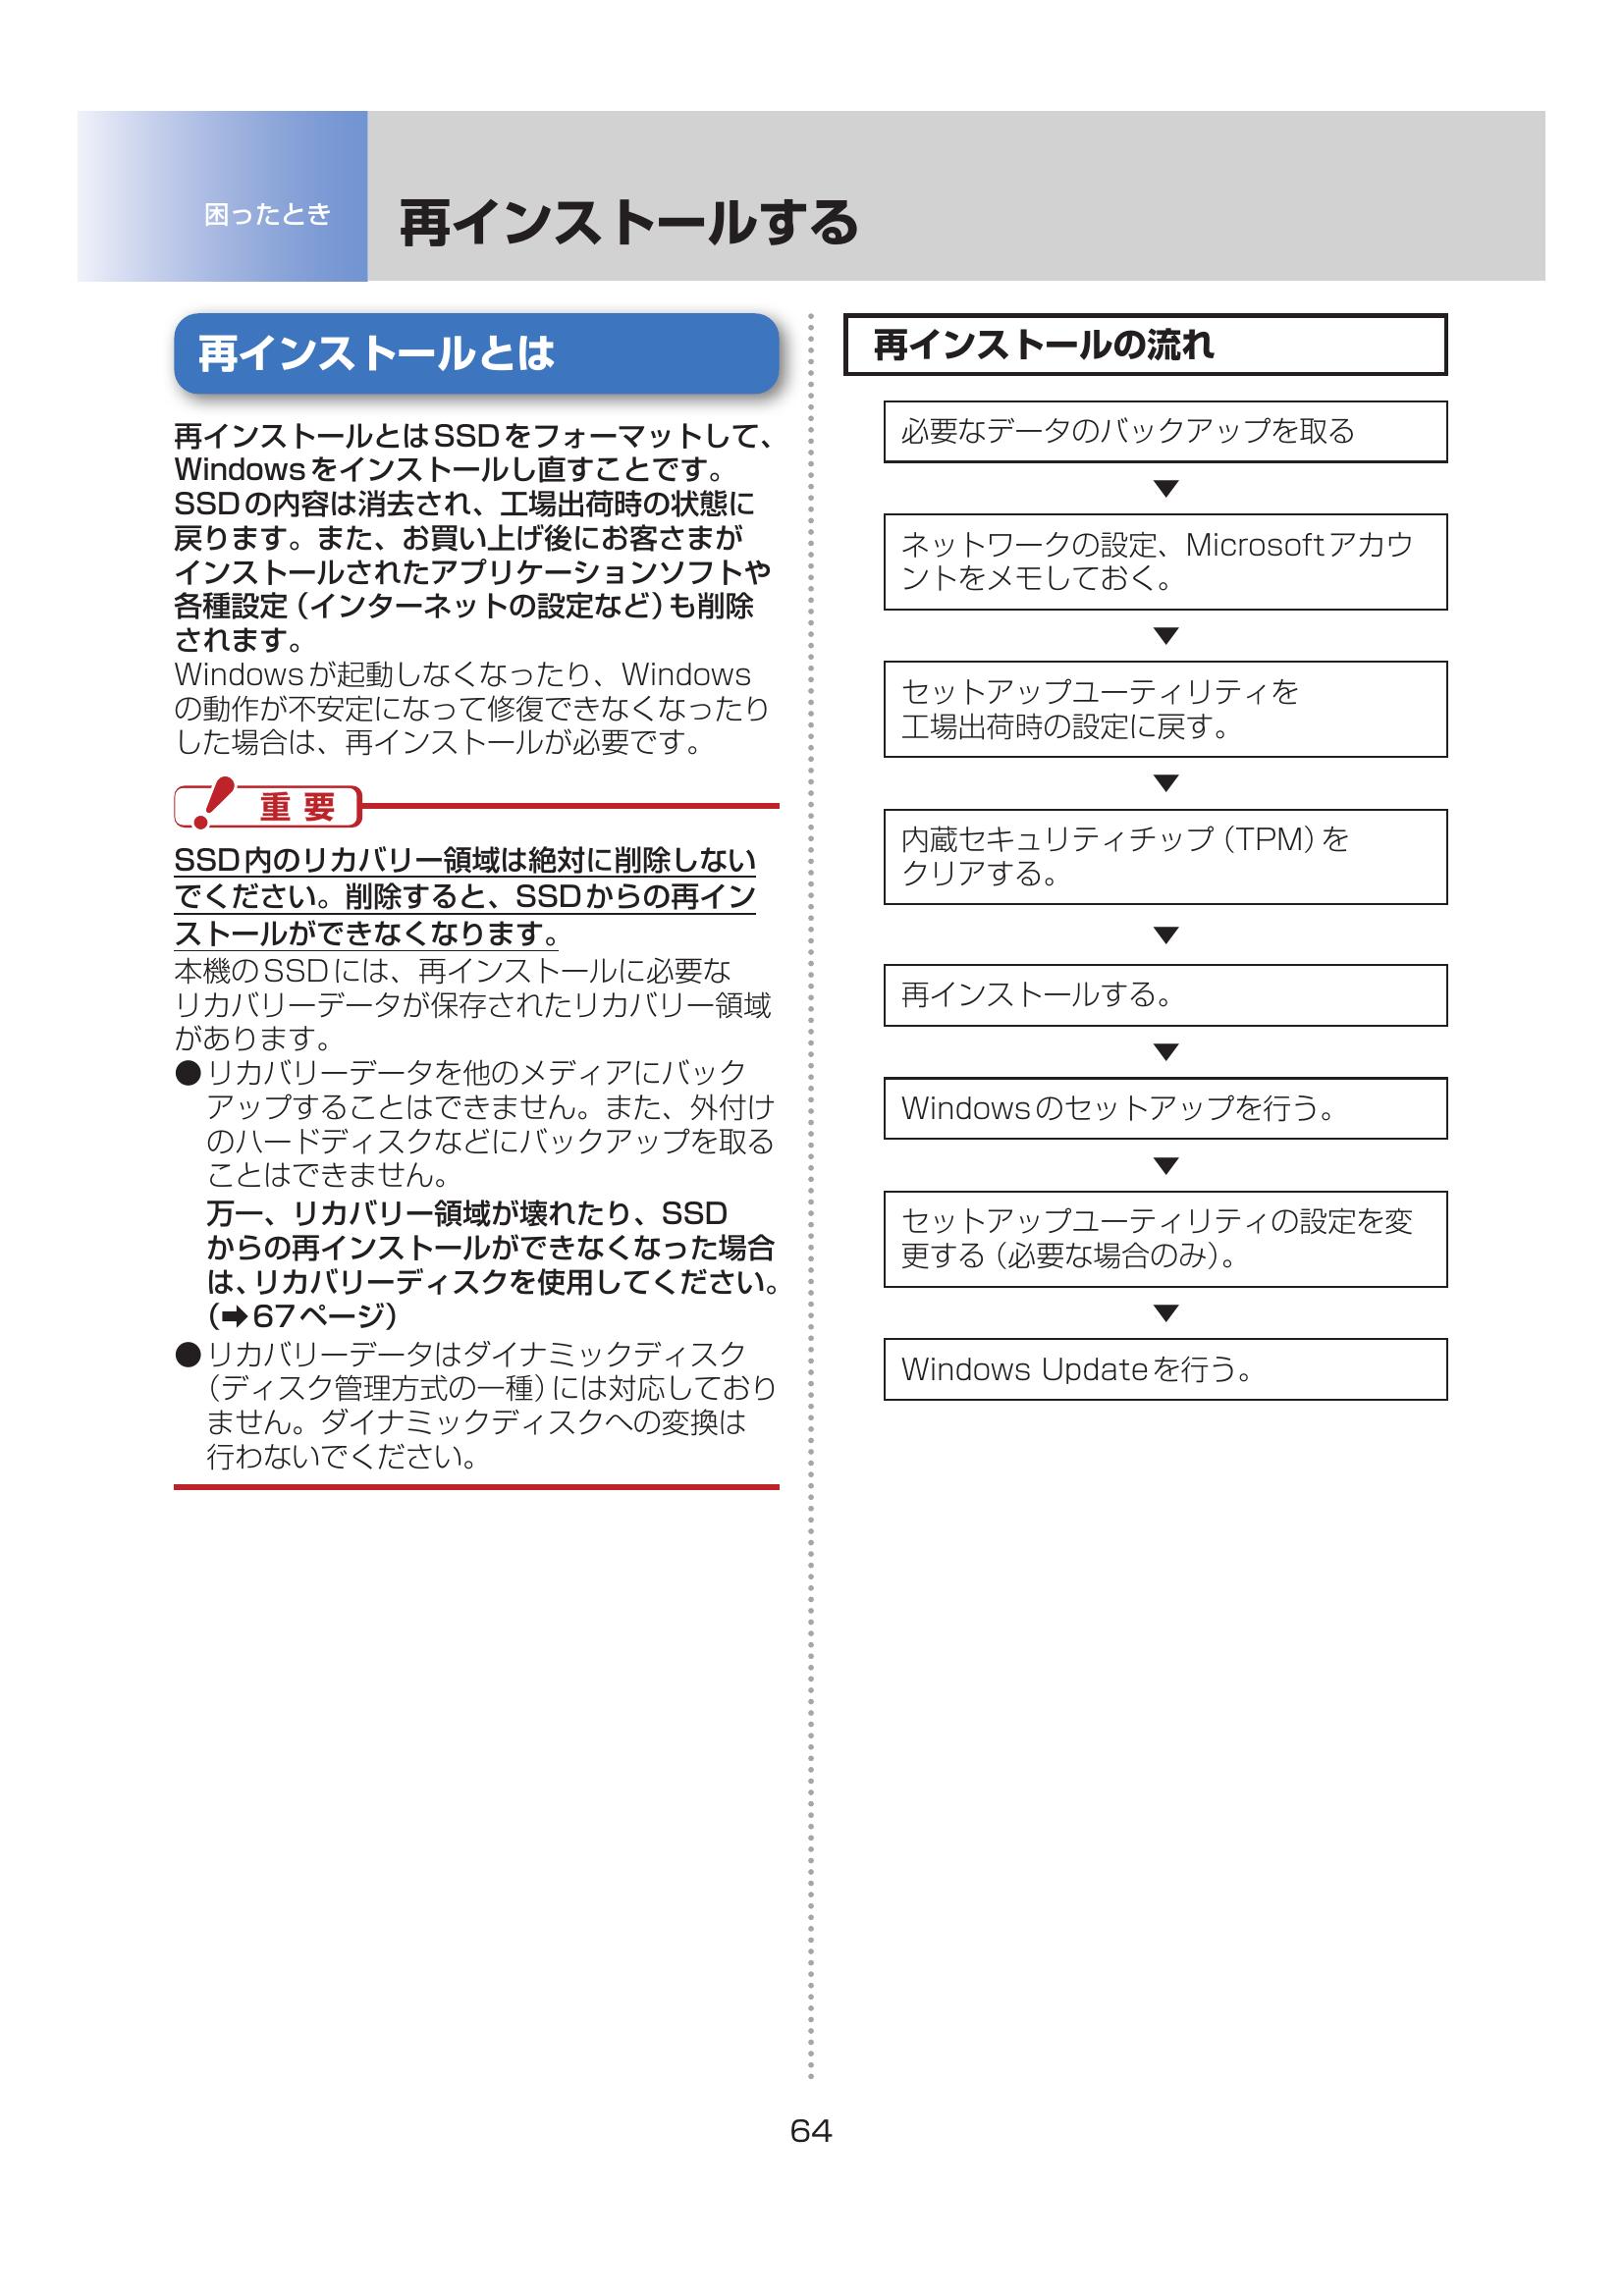 困ったとき
再インストールする
再インストールとは
再インストールとはSSDをフォーマットして、
Windowsをインストールし直すことです。
SSDの内容は消去され、工場出荷時の状態に
戻ります。また、お買い上げ後にお客さまが
インストールされたアプリケーションソフトや
各種設定（インターネットの設定など）も削除
されます。
Windowsが起動しなくなったり、Windows
の動作が不安定になって修復できなくなったり
した場合は、再インストールが必要です。
重要
SSD内のリカバリー領域は絶対に削除しない
でください。削除すると、SSDからの再イン
ストールができなくなります。
本機のSSDには、再インストールに必要な
リカバリーデータが保存されたリカバリー領域
があります。
●リカバリーデータを他のメディアにバック
アップすることはできません。また、外付け
のハードディスクなどにバックアップを取る
ことはできません。
万一、リカバリー領域が壊れたり、SSD
からの再インストールができなくなった場合
は、リカバリーディスクを使用してください。
（➡67ページ）
●リカバリーデータはダイナミックディスク
（ディスク管理方式の一種）には対応しており
ません。ダイナミックディスクへの変換は
行わないでください。
再インストールの流れ
必要なデータのバックアップを取る
▼
ネットワークの設定、Microsoftアカウ
ントをメモしておく。
▼
セットアップユーティリティを
工場出荷時の設定に戻す。
▼
内蔵セキュリティチップ（TPM）を
クリアする。
▼
再インストールする。
▼
Windowsのセットアップを行う。
▼
セットアップユーティリティの設定を変
更する（必要な場合のみ）。
▼
Windows Updateを行う。
64